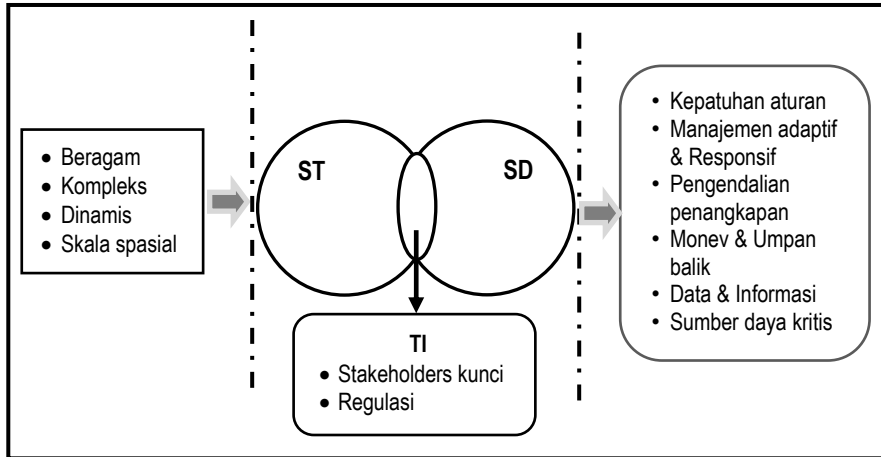 • Beragam
• Kompleks
• Dinamis
• Skala spasial
ST
SD
TI
• Stakeholders kunci
• Regulasi
• Kepatuhan aturan
• Manajemen adaptif
& Responsif
• Pengendalian
penangkapan
• Monev & Umpan
balik
• Data & Informasi
• Sumber daya kritis